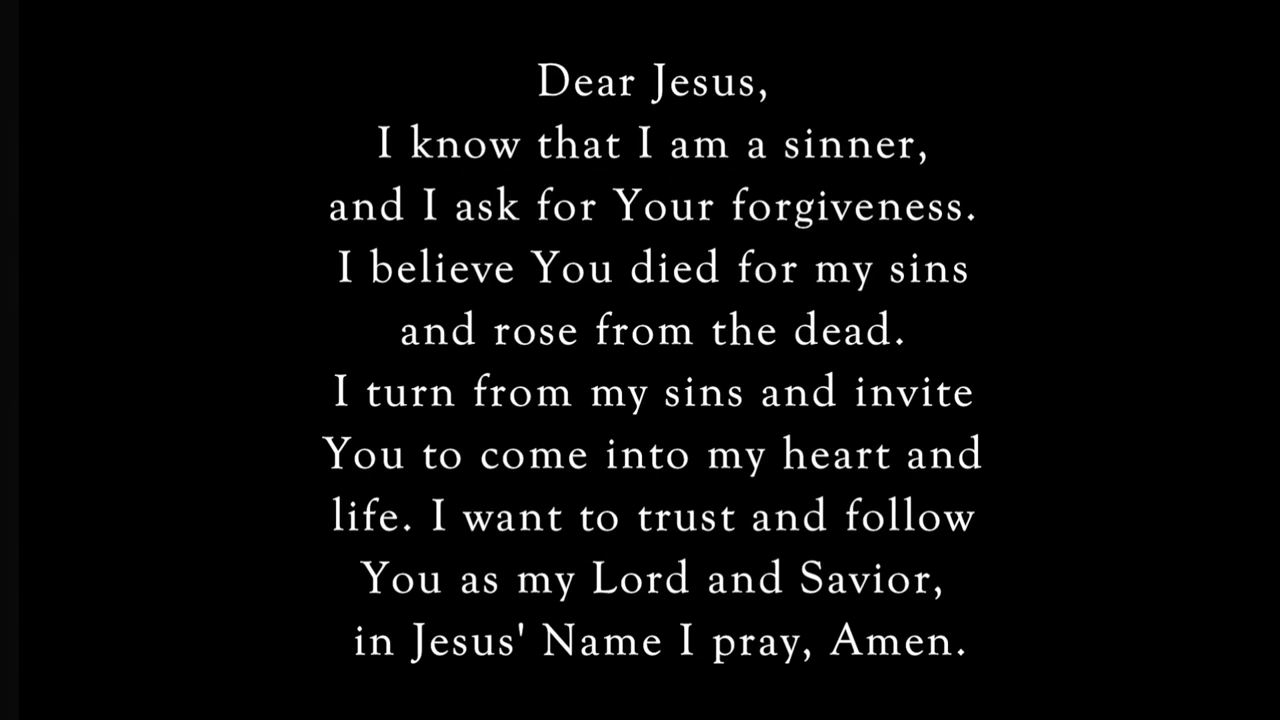 Dear Jesus,
I know that I am a sinner,
and I ask for Your forgiveness.
I believe You died for my sins
and rose from the dead.
I turn from my sins and invite
You to come into my heart and
life. I want to trust and follow
You as my Lord and Savior,
in Jesus' Name I pray, Amen.